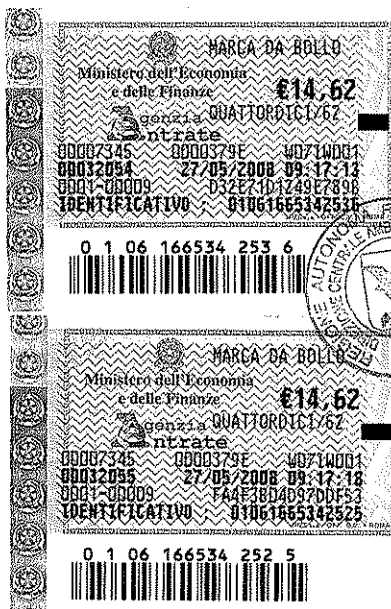 MARCA DA BOLLO
Ministero dell'Economia
e delle Finanze
€14,62
Agenzia
Entrate
QUATTORDICI/62
00007345 0000379E W071W001
00032054 27/05/2008 09:17:13
0001-00009 D32E71D1249E789B
IDENTIFICATIVO : 01061665342536
0 1 06 166534 253 6
AUTONO
CENTRALE
MARCA DA BOLLO
Ministero dell'Economia
e delle Finanze
€14,62
Agenzia
Entrate
QUATTORDICI/62
00007345 0000379E W071W001
00032055 27/05/2008 09:17:18
0001-00009 FA4F3BD4D97DDF53
IDENTIFICATIVO : 01061665342525
0 1 06 166534 252 5